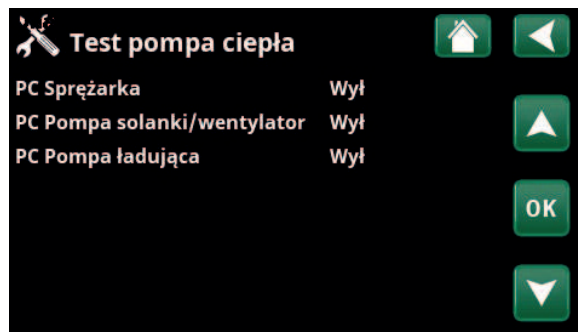 Test pompa ciepła
PC Sprężarka Wył
PC Pompa solanki/wentylator Wył
PC Pompa ładująca Wył
OK